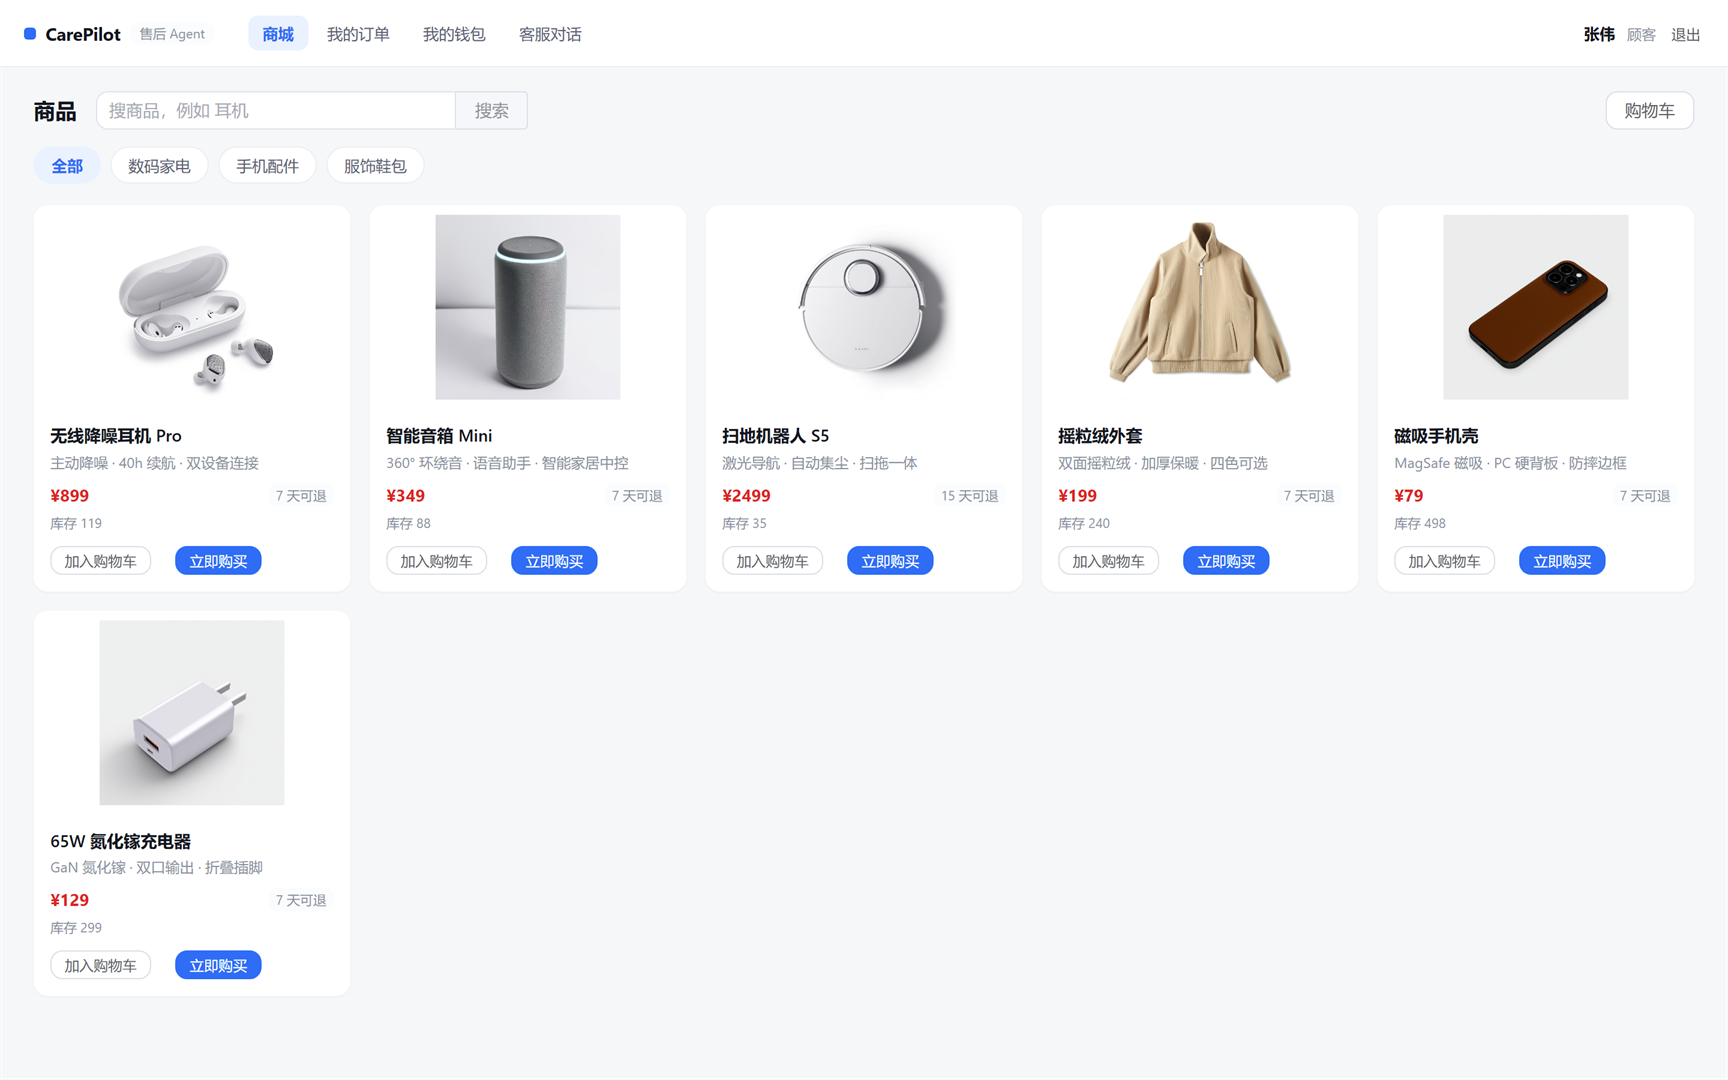 CarePilot 售后 Agent 商城 我的订单 我的钱包 客服对话 张伟 顾客 退出
商品 搜商品，例如 耳机 搜索 购物车
全部 数码家电 手机配件 服饰鞋包
无线降噪耳机 Pro
主动降噪 · 40h 续航 · 双设备连接
¥899 7 天可退
库存 119
加入购物车 立即购买
智能音箱 Mini
360° 环绕音 · 语音助手 · 智能家居中控
¥349 7 天可退
库存 88
加入购物车 立即购买
扫地机器人 S5
激光导航 · 自动集尘 · 扫拖一体
¥2499 15 天可退
库存 35
加入购物车 立即购买
摇粒绒外套
双面摇粒绒 · 加厚保暖 · 四色可选
¥199 7 天可退
库存 240
加入购物车 立即购买
磁吸手机壳
MagSafe 磁吸 · PC 硬背板 · 防摔边框
¥79 7 天可退
库存 498
加入购物车 立即购买
65W 氮化镓充电器
GaN 氮化镓 · 双口输出 · 折叠插脚
¥129 7 天可退
库存 299
加入购物车 立即购买